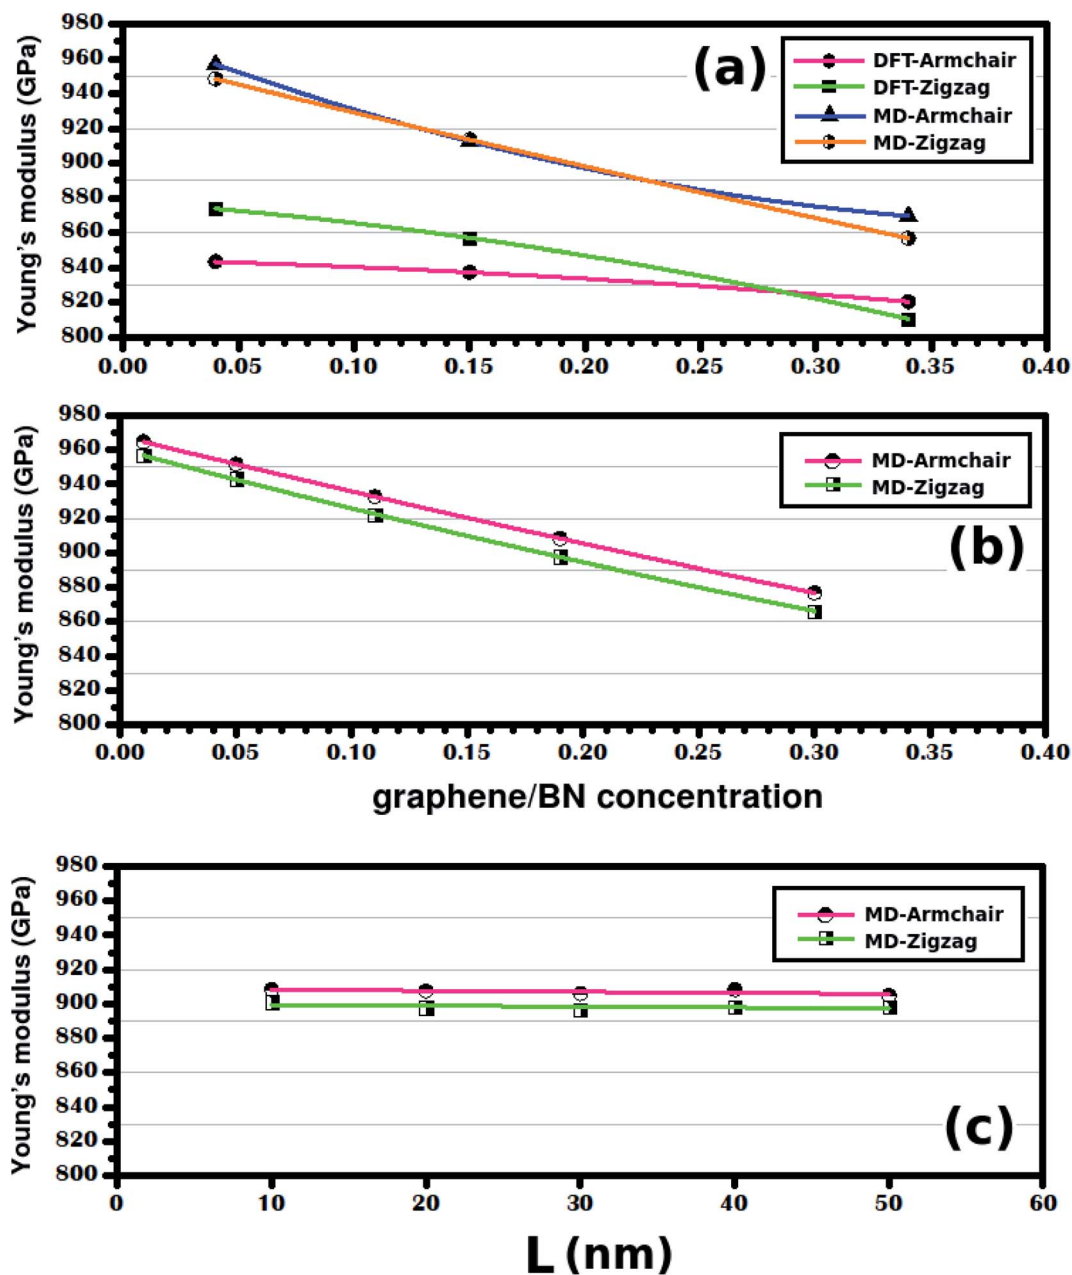 (a)
Young's modulus (GPa)
980
960
940
920
900
880
860
840
820
800
DFT-Armchair
DFT-Zigzag
MD-Armchair
MD-Zigzag
0.00 0.05 0.10 0.15 0.20 0.25 0.30 0.35 0.40
Young's modulus (GPa)
980
960
940
920
900
880
860
840
820
800
MD-Armchair
MD-Zigzag
(b)
0.00 0.05 0.10 0.15 0.20 0.25 0.30 0.35 0.40
graphene/BN concentration
Young's modulus (GPa)
980
960
940
920
900
880
860
840
820
800
MD-Armchair
MD-Zigzag
(c)
0 10 20 30 40 50 60
L (nm)